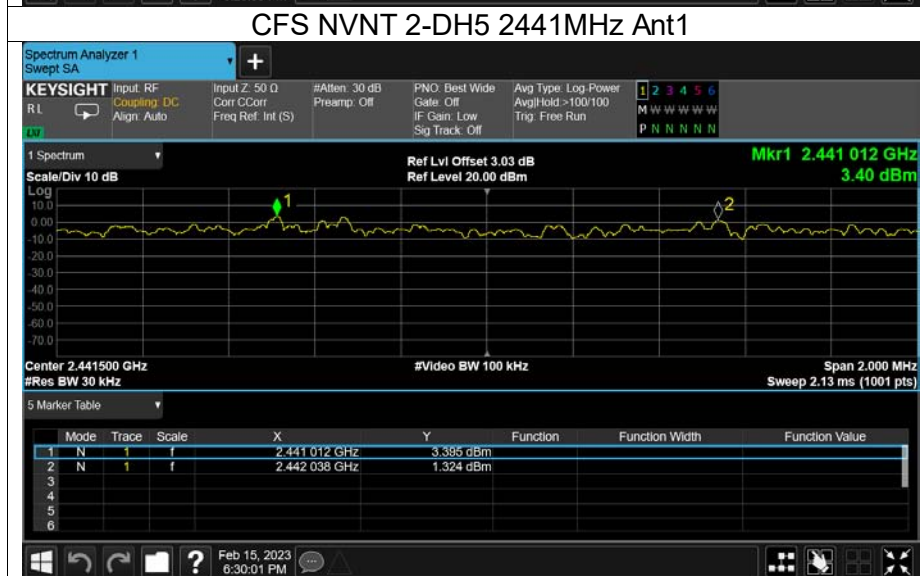 CFS NVNT 2-DH5 2441MHz Ant1
Spectrum Analyzer 1
Swept SA
+
KEYSIGHT Input: RF Input Z: 50 Ω #Atten: 30 dB PNO: Best Wide Avg Type: Log-Power 1 2 3 4 5 6
RL Coupling: DC Corr CCorr Preamp: Off Gate: Off Avg|Hold:>100/100 M W W W W W
Align: Auto Freq Ref: Int (S) IF Gain: Low Trig: Free Run
Sig Track: Off P N N N N N
LXI
1 Spectrum Ref Lvl Offset 3.03 dB Mkr1 2.441 012 GHz
Scale/Div 10 dB Ref Level 20.00 dBm 3.40 dBm
Log
10.0
0.00
-10.0
-20.0
-30.0
-40.0
-50.0
-60.0
-70.0
1
2
Center 2.441500 GHz #Video BW 100 kHz Span 2.000 MHz
#Res BW 30 kHz Sweep 2.13 ms (1001 pts)
5 Marker Table
Mode Trace Scale X Y Function Function Width Function Value
1 N 1 f 2.441 012 GHz 3.395 dBm
2 N 1 f 2.442 038 GHz 1.324 dBm
3
4
5
6
? Feb 15, 2023
6:30:01 PM